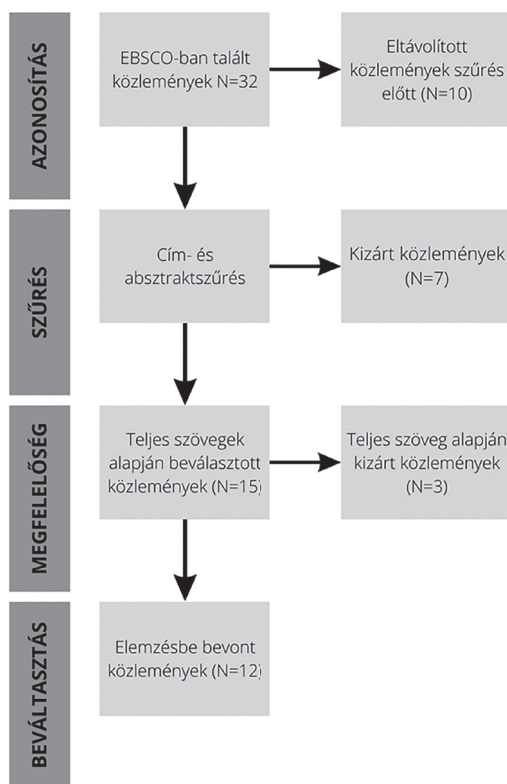 AZONOSÍTÁS
EBSCO-ban talált
közlemények N=32
Eltávolított
közlemények szűrés
előtt (N=10)
SZŰRÉS
Cím- és
absztraktszűrés
Kizárt közlemények
(N=7)
MEGFELELŐSÉG
Teljes szövegek
alapján beválasztott
közlemények (N=15)
Teljes szöveg alapján
kizárt közlemények
(N=3)
BEVÁLTASZTÁS
Elemzésbe bevont
közlemények (N=12)